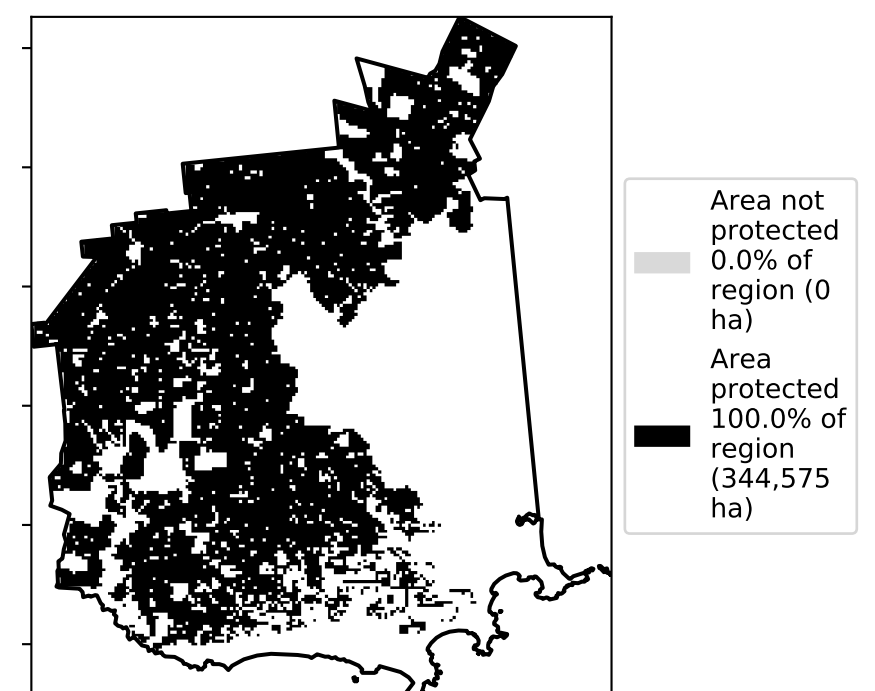 Area not
protected
0.0% of
region (0
ha)
Area
protected
100.0% of
region
(344,575
ha)